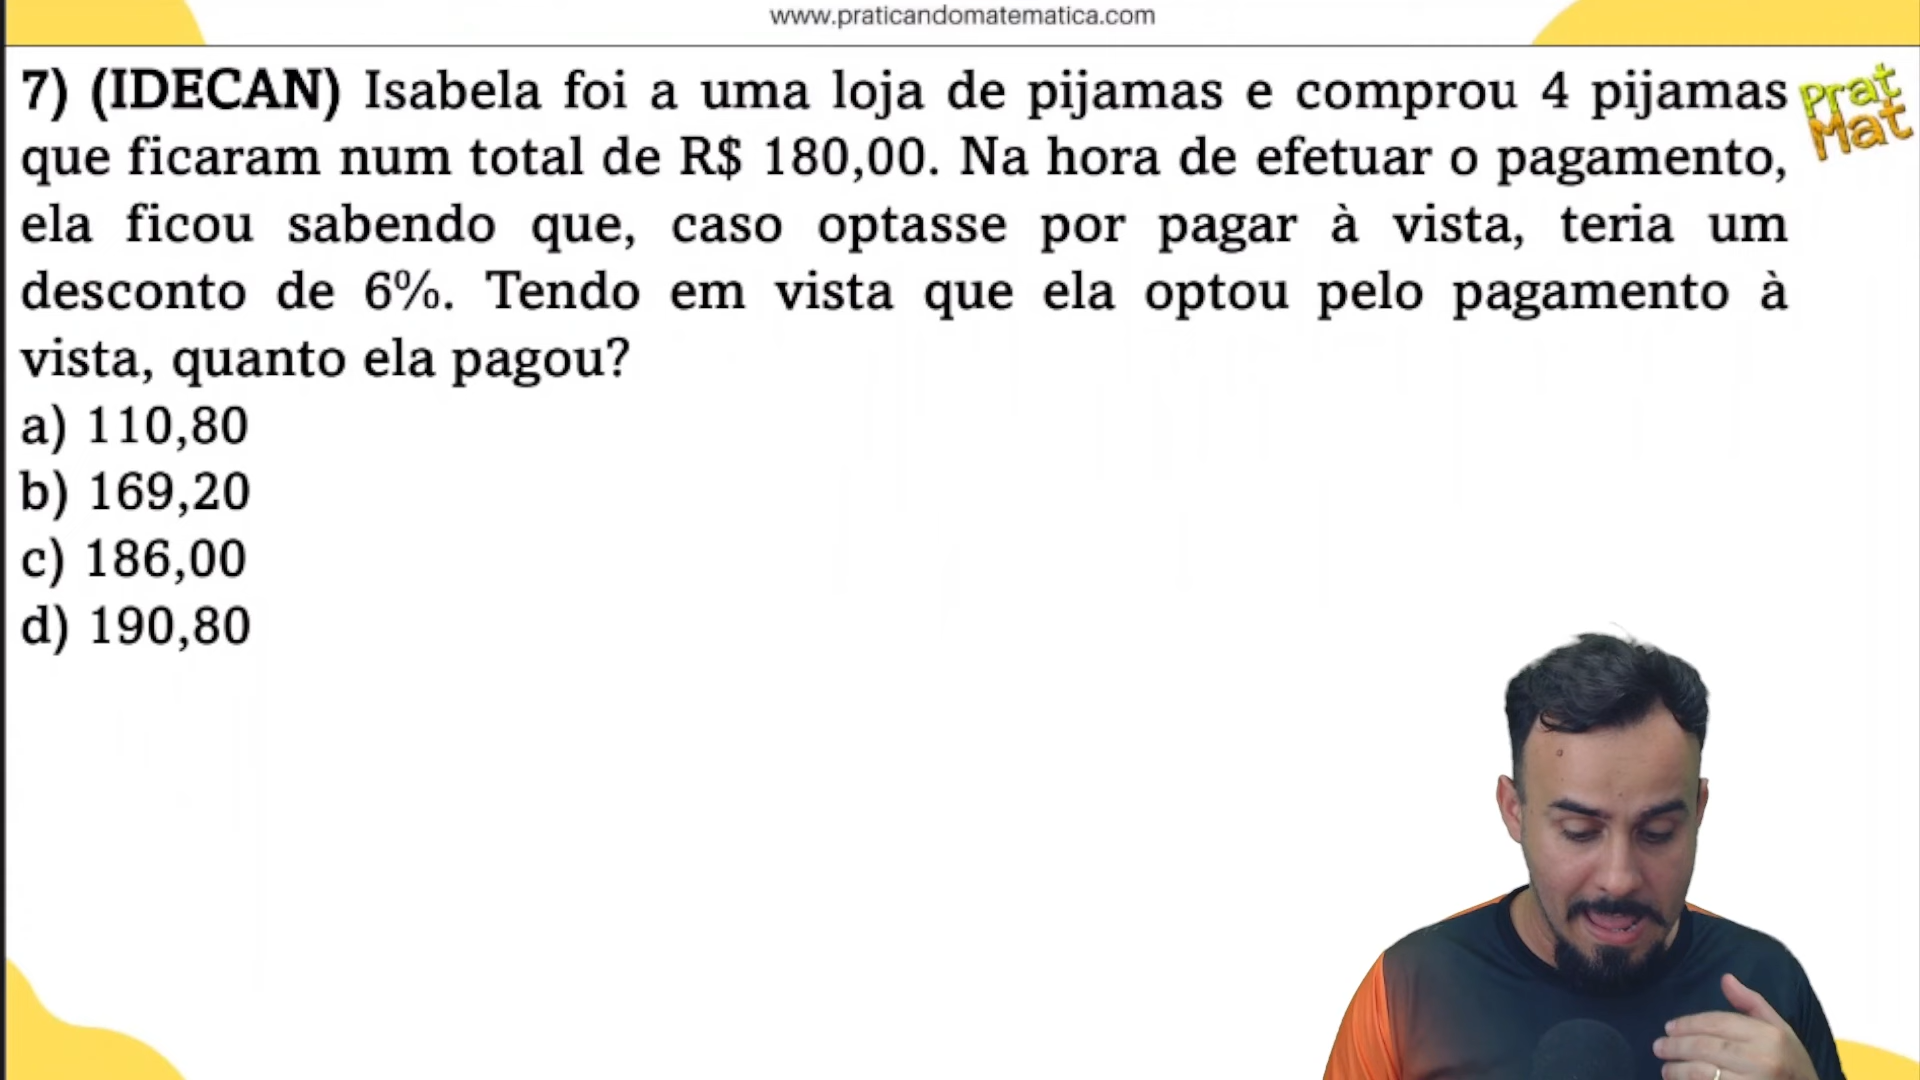 www.praticandomatematica.com
7) (IDECAN) Isabela foi a uma loja de pijamas e comprou 4 pijamas
que ficaram num total de R$ 180,00. Na hora de efetuar o pagamento,
ela ficou sabendo que, caso optasse por pagar à vista, teria um
desconto de 6%. Tendo em vista que ela optou pelo pagamento à
vista, quanto ela pagou?
a) 110,80
b) 169,20
c) 186,00
d) 190,80
Prat
Mat